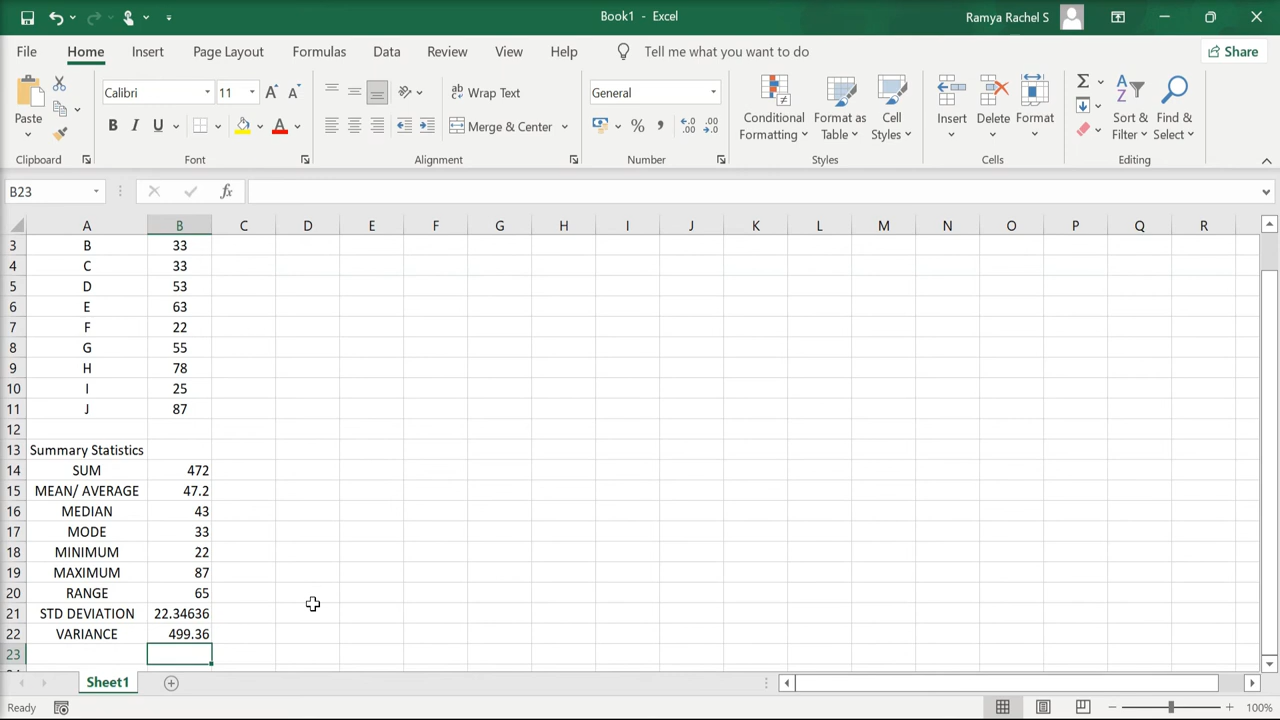 Book1 - Excel
Ramya Rachel S
File Home Insert Page Layout Formulas Data Review View Help Tell me what you want to do Share
Paste
Calibri 11
B I U A
Wrap Text
Merge & Center
General
% ,
Conditional Formatting
Format as Table
Cell Styles
Insert
Delete
Format
Sort & Filter
Find & Select
Clipboard Font Alignment Number Styles Cells Editing
B23 fx
A B C D E F G H I J K L M N O P Q R
3 B 33
4 C 33
5 D 53
6 E 63
7 F 22
8 G 55
9 H 78
10 I 25
11 J 87
12
13 Summary Statistics
14 SUM 472
15 MEAN/ AVERAGE 47.2
16 MEDIAN 43
17 MODE 33
18 MINIMUM 22
19 MAXIMUM 87
20 RANGE 65
21 STD DEVIATION 22.34636
22 VARIANCE 499.36
23
Sheet1
Ready
100%